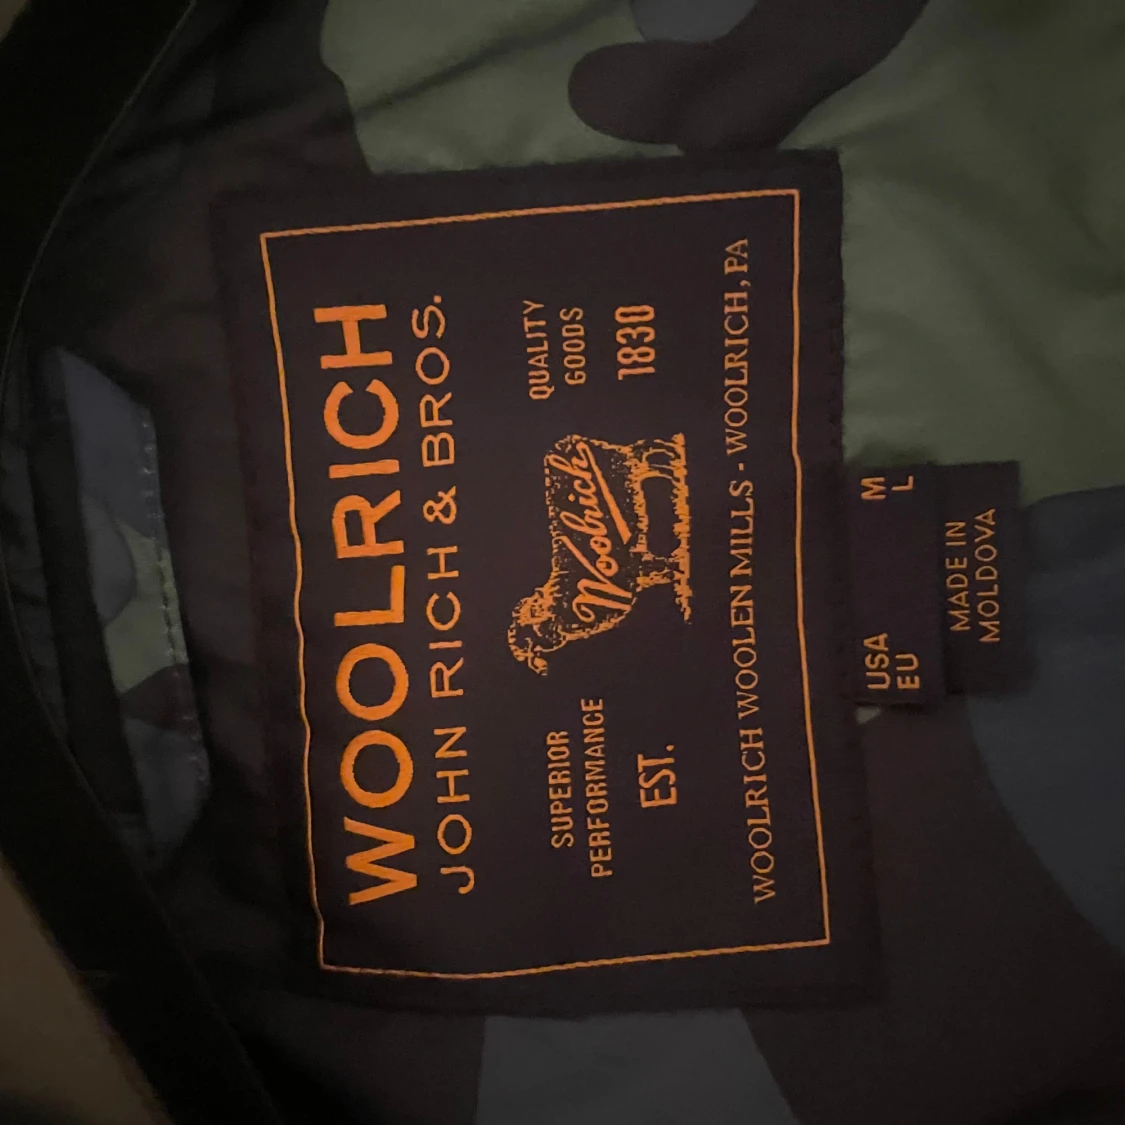 WOOLRICH
JOHN RICH & BROS.
SUPERIOR
PERFORMANCE
EST.
Woolrich
QUALITY
GOODS
1830
WOOLRICH WOOLEN MILLS - WOOLRICH, PA
USA M
EU L
MADE IN
MOLDOVA